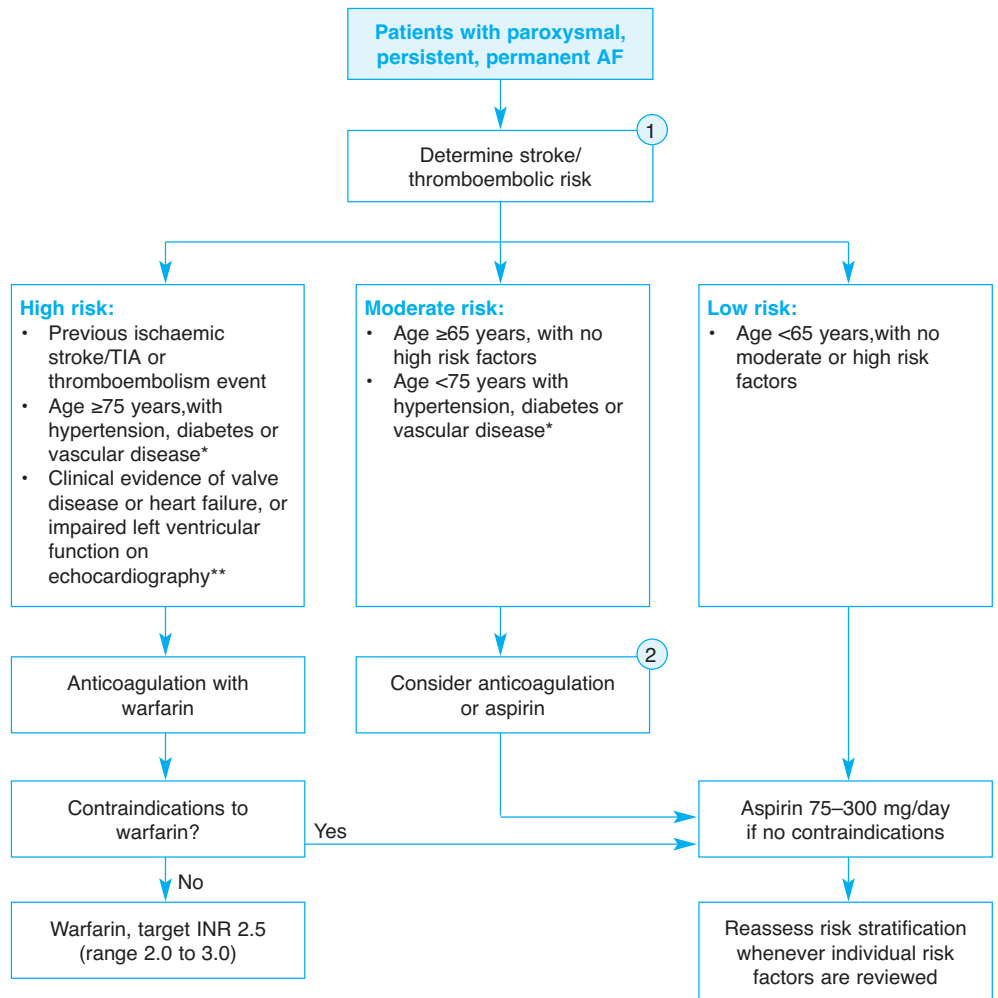 Patients with paroxysmal,
persistent, permanent AF
1
Determine stroke/
thromboembolic risk
High risk:
• Previous ischaemic
stroke/TIA or
thromboembolism event
• Age ≥75 years,with
hypertension, diabetes or
vascular disease*
• Clinical evidence of valve
disease or heart failure, or
impaired left ventricular
function on
echocardiography**
Moderate risk:
• Age ≥65 years, with no
high risk factors
• Age <75 years with
hypertension, diabetes or
vascular disease*
Low risk:
• Age <65 years,with no
moderate or high risk
factors
Anticoagulation with
warfarin
2
Consider anticoagulation
or aspirin
Contraindications to
warfarin?
Yes
Aspirin 75–300 mg/day
if no contraindications
No
Warfarin, target INR 2.5
(range 2.0 to 3.0)
Reassess risk stratification
whenever individual risk
factors are reviewed